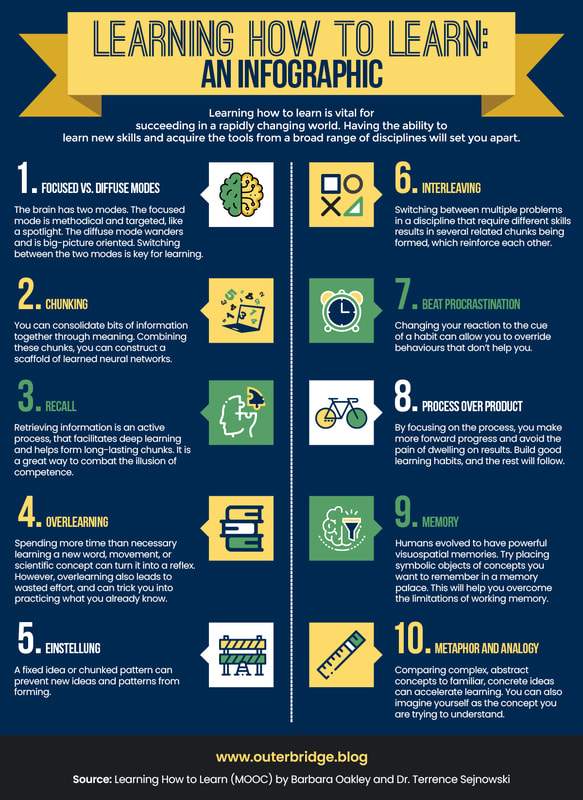 LEARNING HOW TO LEARN:
AN INFOGRAPHIC
Learning how to learn is vital for
succeeding in a rapidly changing world. Having the ability to
learn new skills and acquire the tools from a broad range of disciplines will set you apart.
1. FOCUSED VS. DIFFUSE MODES
The brain has two modes. The focused
mode is methodical and targeted, like
a spotlight. The diffuse mode wanders
and is big-picture oriented. Switching
between the two modes is key for learning.
2. CHUNKING
You can consolidate bits of information
together through meaning. Combining
these chunks, you can construct a
scaffold of learned neural networks.
3. RECALL
Retrieving information is an active
process, that facilitates deep learning
and helps form long-lasting chunks. It is
a great way to combat the illusion of
competence.
4. OVERLEARNING
Spending more time than necessary
learning a new word, movement, or
scientific concept can turn it into a reflex.
However, overlearning also leads to
wasted effort, and can trick you into
practicing what you already know.
5. EINSTELLUNG
A fixed idea or chunked pattern can
prevent new ideas and patterns from
forming.
6. INTERLEAVING
Switching between multiple problems
in a discipline that require different skills
results in several related chunks being
formed, which reinforce each other.
7. BEAT PROCRASTINATION
Changing your reaction to the cue
of a habit can allow you to override
behaviours that don't help you.
8. PROCESS OVER PRODUCT
By focusing on the process, you make
more forward progress and avoid the
pain of dwelling on results. Build good
learning habits, and the rest will follow.
9. MEMORY
Humans evolved to have powerful
visuospatial memories. Try placing
symbolic objects of concepts you
want to remember in a memory
palace. This will help you overcome
the limitations of working memory.
10. METAPHOR AND ANALOGY
Comparing complex, abstract
concepts to familiar, concrete ideas
can accelerate learning. You can also
imagine yourself as the concept you
are trying to understand.
www.outerbridge.blog
Source: Learning How to Learn (MOOC) by Barbara Oakley and Dr. Terrence Sejnowski